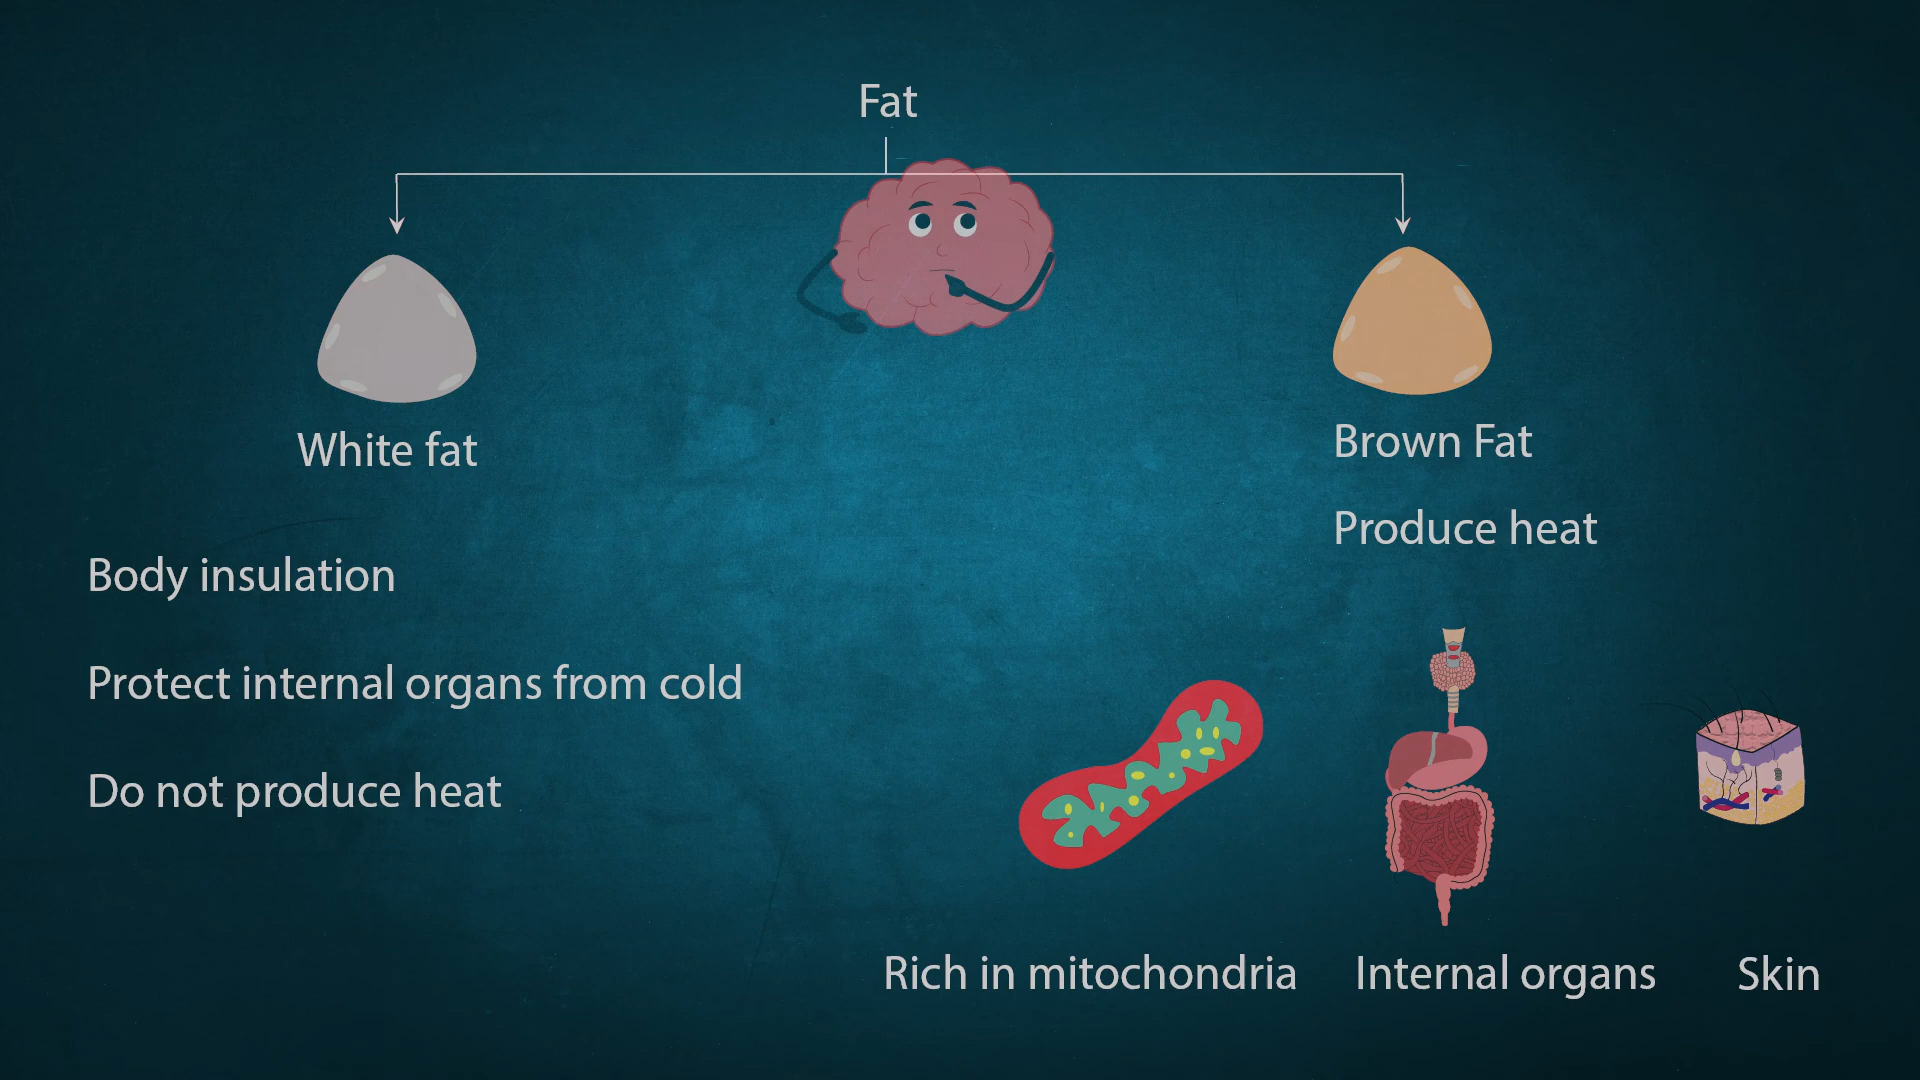 Fat
White fat
Body insulation
Protect internal organs from cold
Do not produce heat
Brown Fat
Produce heat
Rich in mitochondria
Internal organs
Skin